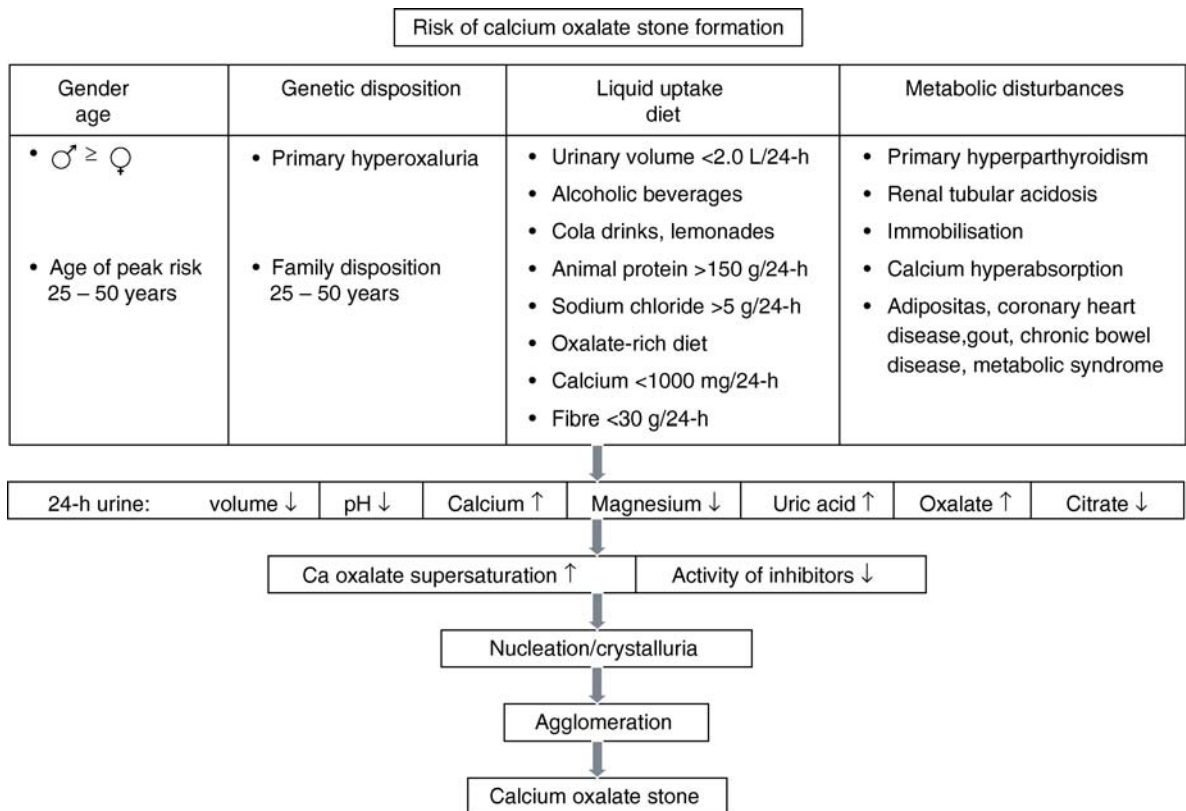 Risk of calcium oxalate stone formation
Gender
age
Genetic disposition
Liquid uptake
diet
Metabolic disturbances
• ♂ ≥ ♀
• Age of peak risk
25 – 50 years
• Primary hyperoxaluria
• Family disposition
25 – 50 years
• Urinary volume <2.0 L/24-h
• Alcoholic beverages
• Cola drinks, lemonades
• Animal protein >150 g/24-h
• Sodium chloride >5 g/24-h
• Oxalate-rich diet
• Calcium <1000 mg/24-h
• Fibre <30 g/24-h
• Primary hyperparthyroidism
• Renal tubular acidosis
• Immobilisation
• Calcium hyperabsorption
• Adipositas, coronary heart
disease,gout, chronic bowel
disease, metabolic syndrome
24-h urine: volume ↓ pH ↓ Calcium ↑ Magnesium ↓ Uric acid ↑ Oxalate ↑ Citrate ↓
Ca oxalate supersaturation ↑ Activity of inhibitors ↓
Nucleation/crystalluria
Agglomeration
Calcium oxalate stone